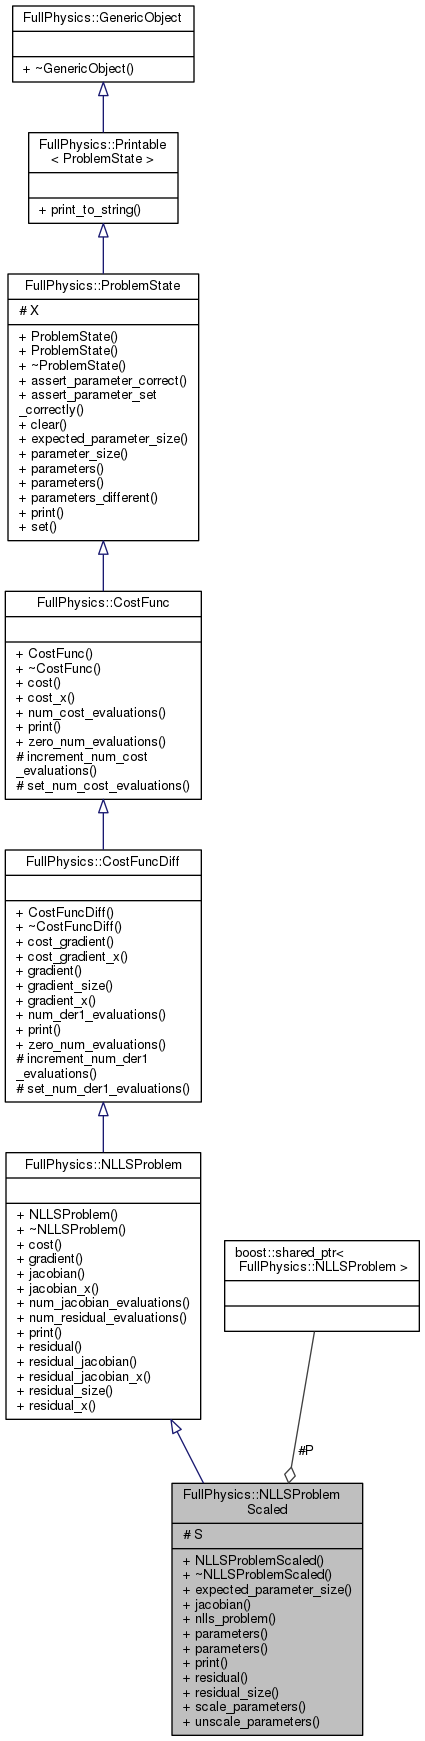 FullPhysics::GenericObject
+ ~GenericObject()
FullPhysics::Printable
< ProblemState >
+ print_to_string()
FullPhysics::ProblemState
# X
+ ProblemState()
+ ProblemState()
+ ~ProblemState()
+ assert_parameter_correct()
+ assert_parameter_set
_correctly()
+ clear()
+ expected_parameter_size()
+ parameter_size()
+ parameters()
+ parameters()
+ parameters_different()
+ print()
+ set()
FullPhysics::CostFunc
+ CostFunc()
+ ~CostFunc()
+ cost()
+ cost_x()
+ num_cost_evaluations()
+ print()
+ zero_num_evaluations()
# increment_num_cost
_evaluations()
# set_num_cost_evaluations()
FullPhysics::CostFuncDiff
+ CostFuncDiff()
+ ~CostFuncDiff()
+ cost_gradient()
+ cost_gradient_x()
+ gradient()
+ gradient_size()
+ gradient_x()
+ num_der1_evaluations()
+ print()
+ zero_num_evaluations()
# increment_num_der1
_evaluations()
# set_num_der1_evaluations()
FullPhysics::NLLSProblem
+ NLLSProblem()
+ ~NLLSProblem()
+ cost()
+ gradient()
+ jacobian()
+ jacobian_x()
+ num_jacobian_evaluations()
+ num_residual_evaluations()
+ print()
+ residual()
+ residual_jacobian()
+ residual_jacobian_x()
+ residual_size()
+ residual_x()
boost::shared_ptr<
FullPhysics::NLLSProblem >
#P
FullPhysics::NLLSProblem
Scaled
# S
+ NLLSProblemScaled()
+ ~NLLSProblemScaled()
+ expected_parameter_size()
+ jacobian()
+ nlls_problem()
+ parameters()
+ parameters()
+ print()
+ residual()
+ residual_size()
+ scale_parameters()
+ unscale_parameters()